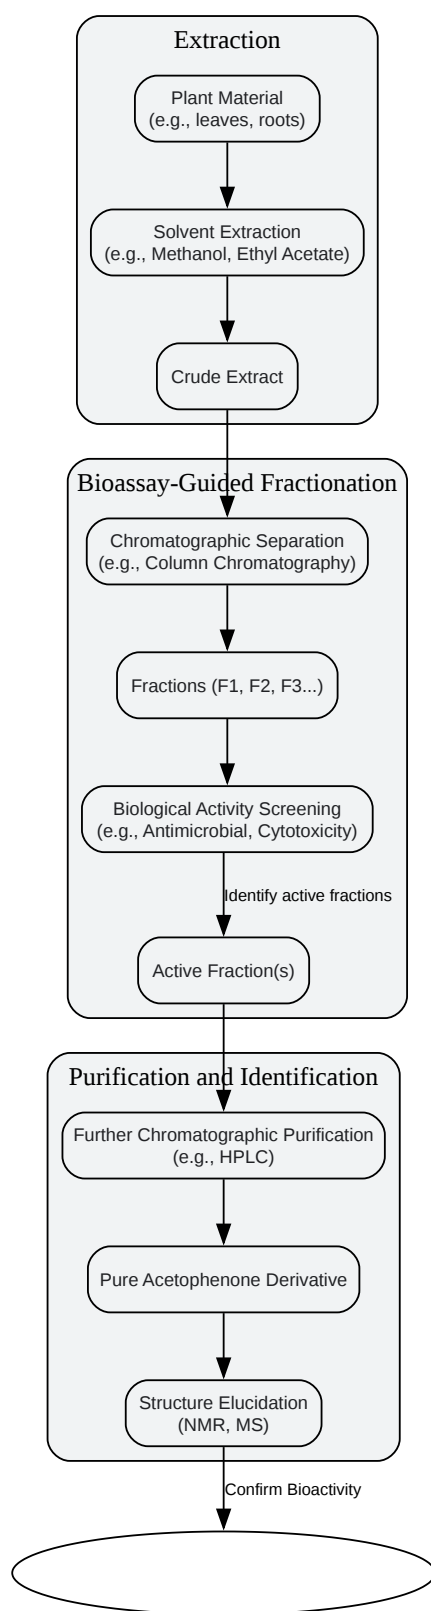 Extraction
Plant Material
(e.g., leaves, roots)
Solvent Extraction
(e.g., Methanol, Ethyl Acetate)
Crude Extract
Bioassay-Guided Fractionation
Chromatographic Separation
(e.g., Column Chromatography)
Fractions (F1, F2, F3...)
Biological Activity Screening
(e.g., Antimicrobial, Cytotoxicity)
Identify active fractions
Active Fraction(s)
Purification and Identification
Further Chromatographic Purification
(e.g., HPLC)
Pure Acetophenone Derivative
Structure Elucidation
(NMR, MS)
Confirm Bioactivity